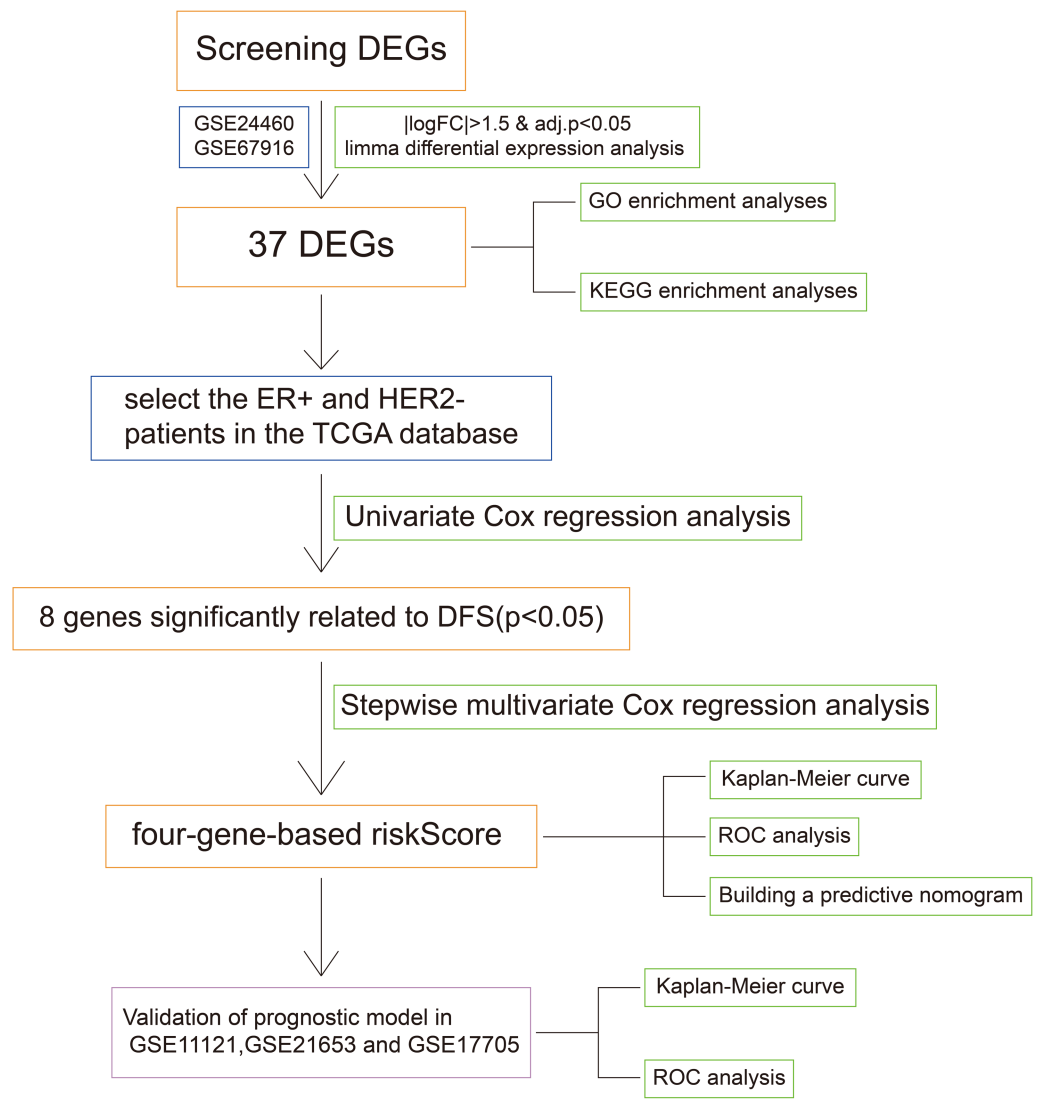 Screening DEGs
GSE24460
GSE67916
|logFC|>1.5 & adj.p<0.05
limma differential expression analysis
37 DEGs
GO enrichment analyses
KEGG enrichment analyses
select the ER+ and HER2-
patients in the TCGA database
Univariate Cox regression analysis
8 genes significantly related to DFS(p<0.05)
Stepwise multivariate Cox regression analysis
four-gene-based riskScore
Kaplan-Meier curve
ROC analysis
Building a predictive nomogram
Validation of prognostic model in
GSE11121,GSE21653 and GSE17705
Kaplan-Meier curve
ROC analysis